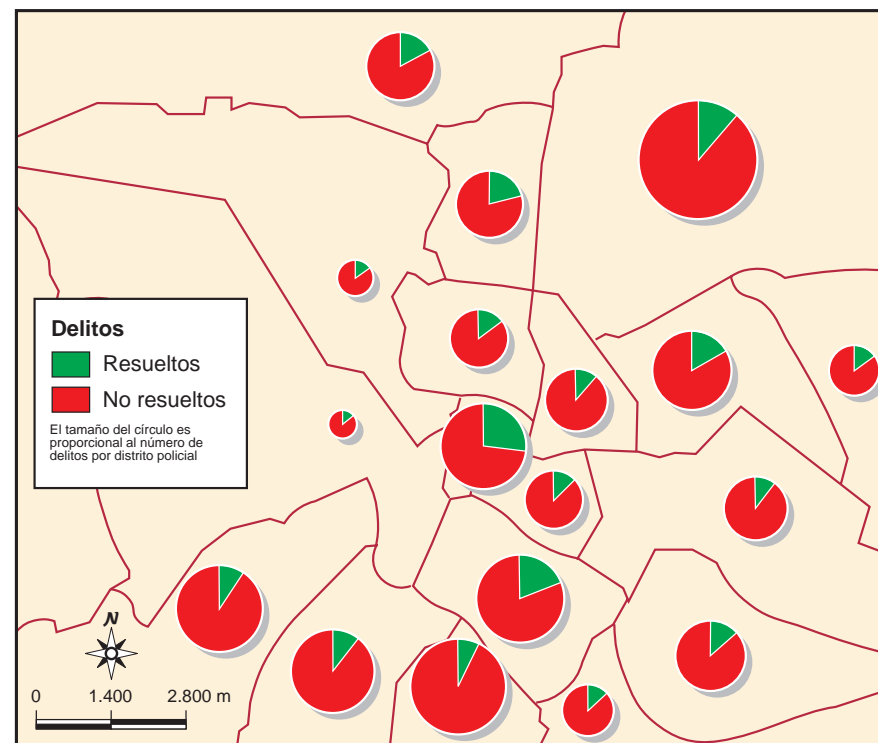 Delitos
Resueltos
No resueltos
El tamaño del círculo es
proporcional al número de
delitos por distrito policial
N
0 1.400 2.800 m